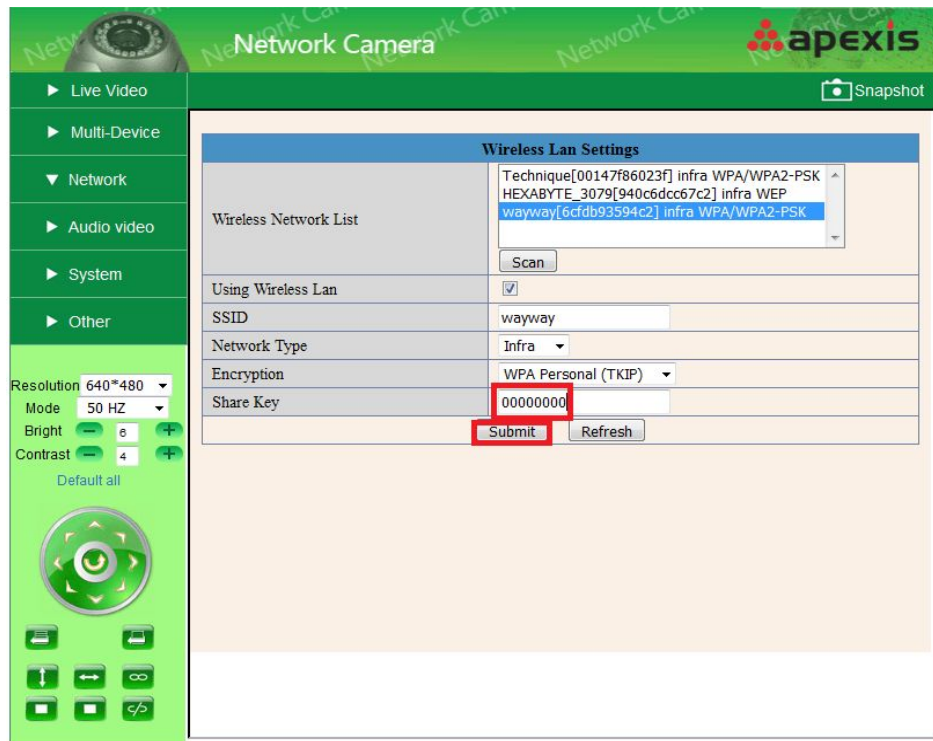 Network Camera
apexis
Live Video
Snapshot
Multi-Device
Network
Audio video
System
Other
Wireless Lan Settings
Wireless Network List
Technique[00147f86023f] infra WPA/WPA2-PSK
HEXABYTE_3079[940c6dcc67c2] infra WEP
wayway[6cfdb93594c2] infra WPA/WPA2-PSK
Scan
Using Wireless Lan
SSID wayway
Network Type Infra
Encryption WPA Personal (TKIP)
Share Key 00000000
Submit Refresh
Resolution 640*480
Mode 50 HZ
Bright 6
Contrast 4
Default all